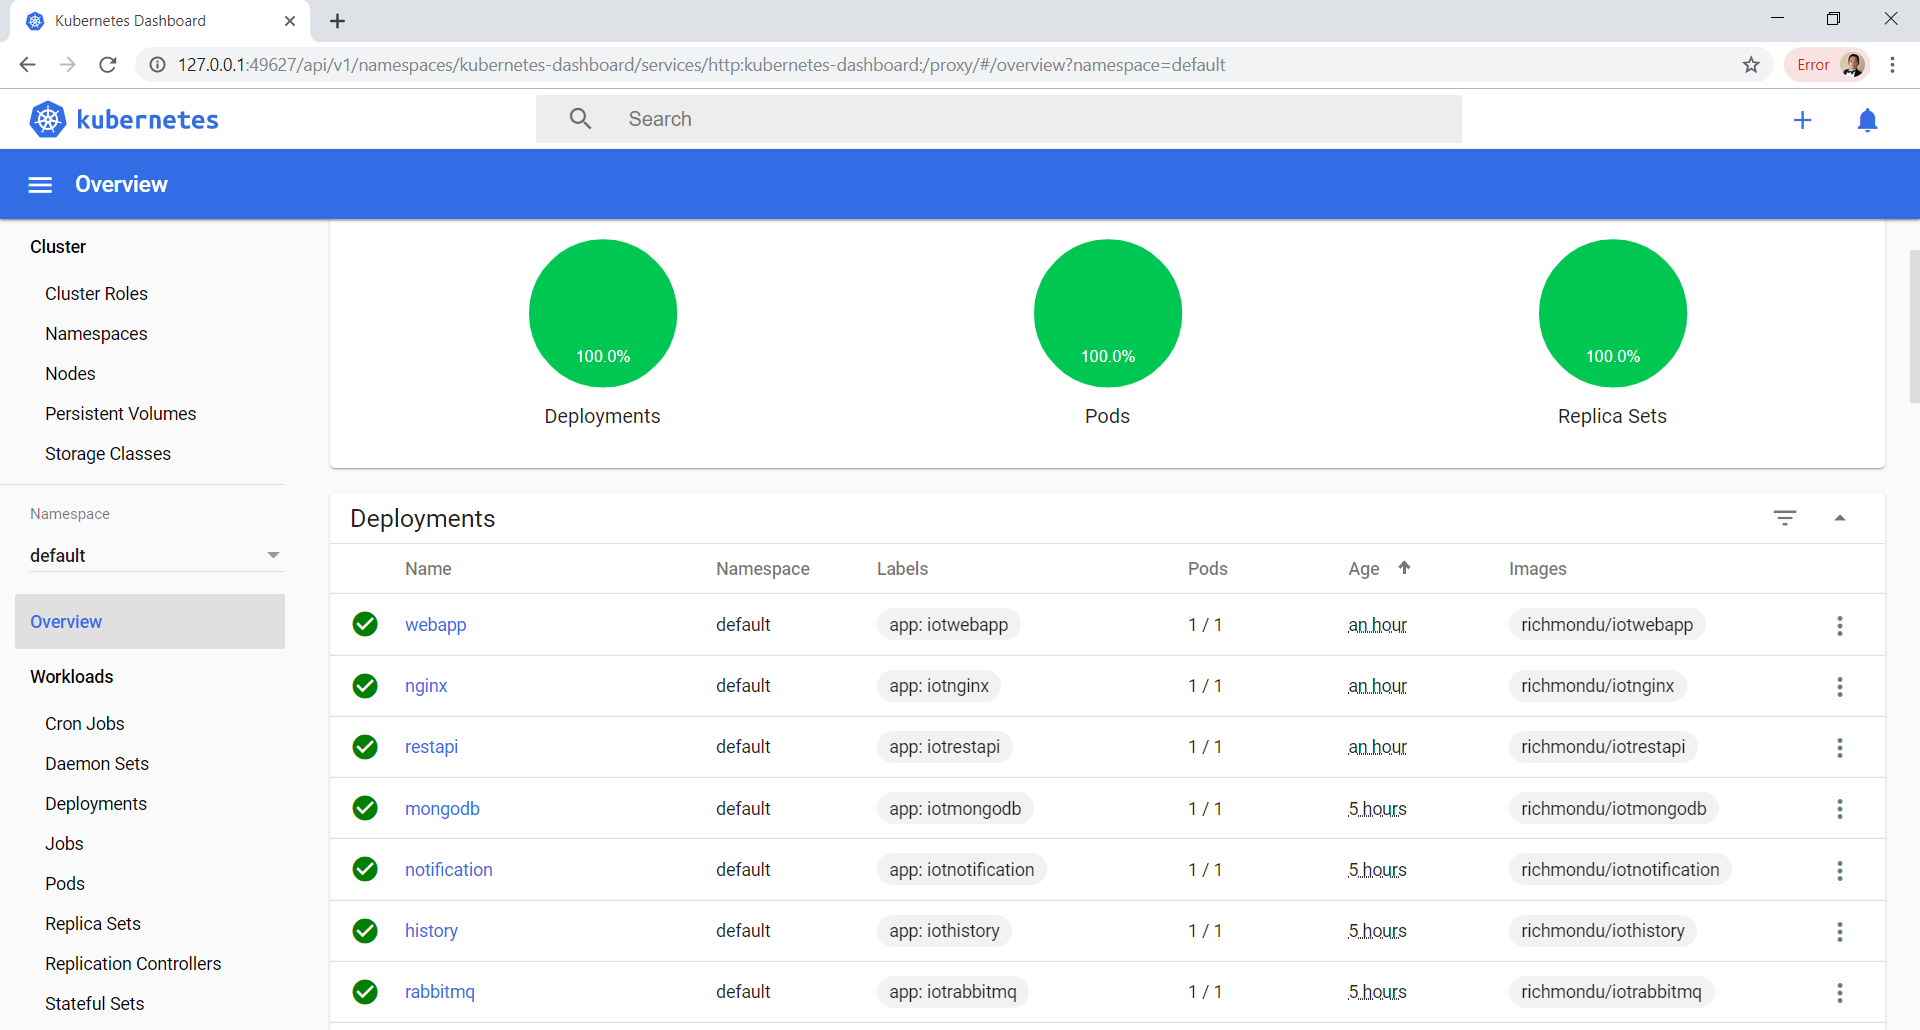 Kubernetes Dashboard
127.0.0.1:49627/api/v1/namespaces/kubernetes-dashboard/services/http:kubernetes-dashboard:/proxy/#/overview?namespace=default
Error
kubernetes
Search
Overview
Cluster
Cluster Roles
Namespaces
Nodes
Persistent Volumes
Storage Classes
Namespace
default
Overview
Workloads
Cron Jobs
Daemon Sets
Deployments
Jobs
Pods
Replica Sets
Replication Controllers
Stateful Sets
100.0% 100.0% 100.0%
Deployments Pods Replica Sets
Deployments
Name Namespace Labels Pods Age Images
webapp default app: iotwebapp 1 / 1 an hour richmondu/iotwebapp
nginx default app: iotnginx 1 / 1 an hour richmondu/iotnginx
restapi default app: iotrestapi 1 / 1 an hour richmondu/iotrestapi
mongodb default app: iotmongodb 1 / 1 5 hours richmondu/iotmongodb
notification default app: iotnotification 1 / 1 5 hours richmondu/iotnotification
history default app: iothistory 1 / 1 5 hours richmondu/iothistory
rabbitmq default app: iotrabbitmq 1 / 1 5 hours richmondu/iotrabbitmq